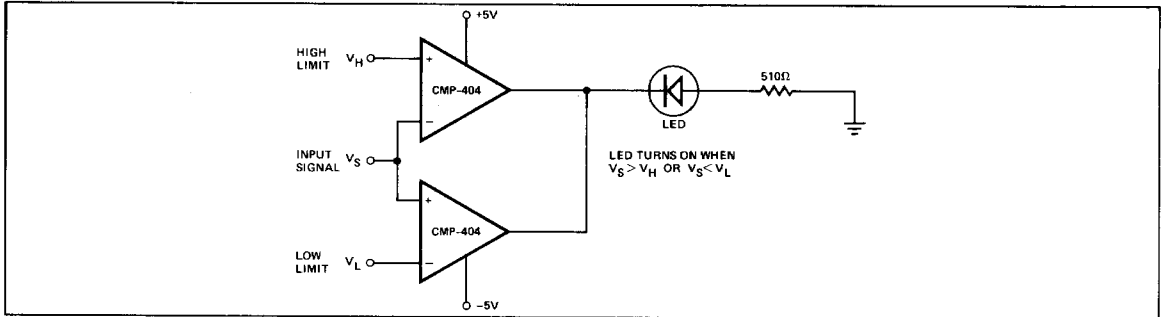 +5V
HIGH
LIMIT
V_H
+
CMP-404
−
510Ω
LED
INPUT
SIGNAL
V_S
LED TURNS ON WHEN
V_S > V_H OR V_S < V_L
+
CMP-404
−
LOW
LIMIT
V_L
−5V